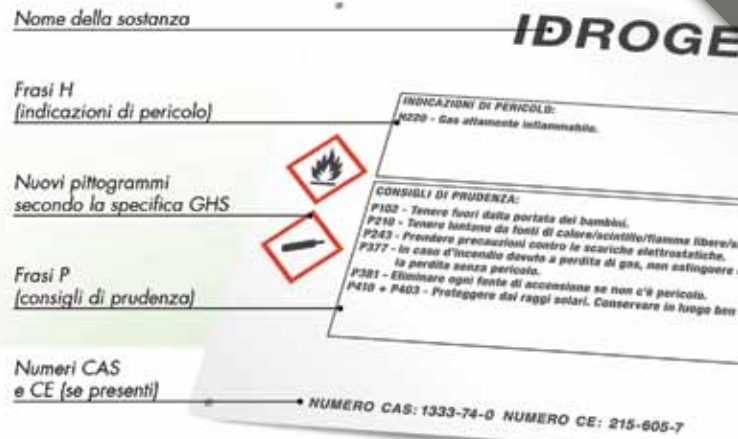 Nome della sostanza
IDROGE
Frasi H
(indicazioni di pericolo)
INDICAZIONI DI PERICOLO:
H220 - Gas altamente infiammabile.
Nuovi pittogrammi
secondo la specifica GHS
CONSIGLI DI PRUDENZA:
P102 - Tenere fuori dalla portata dei bambini.
P210 - Tenere lontano da fonti di calore/scintille/fiamme libere/s
P243 - Prendere precauzioni contro le scariche elettrostatiche.
P377 - In caso d'incendio dovuto a perdita di gas, non estinguere
la perdita senza pericolo.
P381 - Eliminare ogni fonte di accensione se non c'è pericolo.
P410 + P403 - Proteggere dai raggi solari. Conservare in luogo ben
Frasi P
(consigli di prudenza)
Numeri CAS
e CE (se presenti)
NUMERO CAS: 1333-74-0 NUMERO CE: 215-605-7